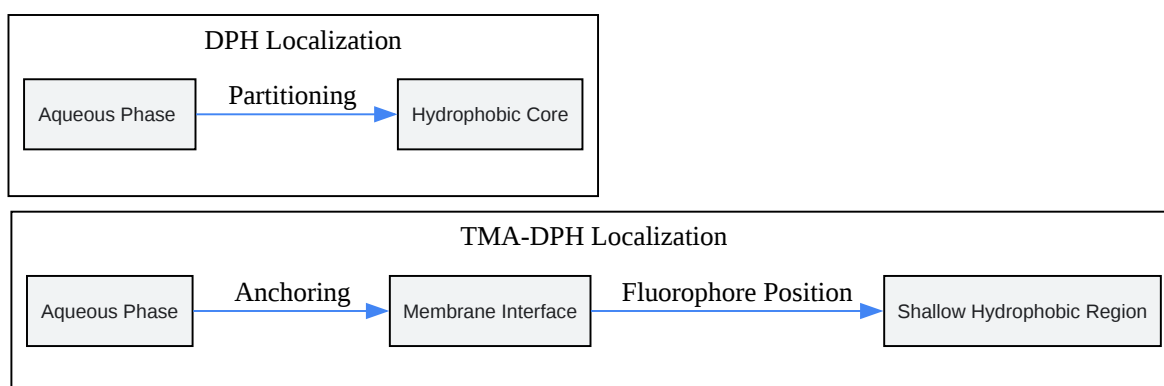 DPH Localization
Aqueous Phase
Partitioning
Hydrophobic Core
TMA-DPH Localization
Aqueous Phase
Anchoring
Membrane Interface
Fluorophore Position
Shallow Hydrophobic Region